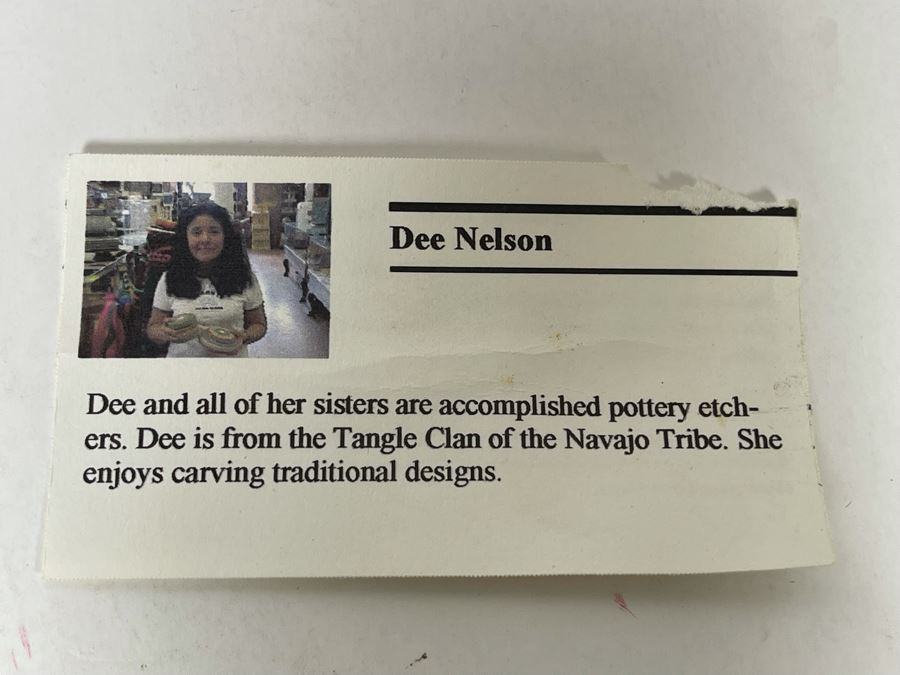 Dee Nelson
Dee and all of her sisters are accomplished pottery etch-
ers. Dee is from the Tangle Clan of the Navajo Tribe. She
enjoys carving traditional designs.